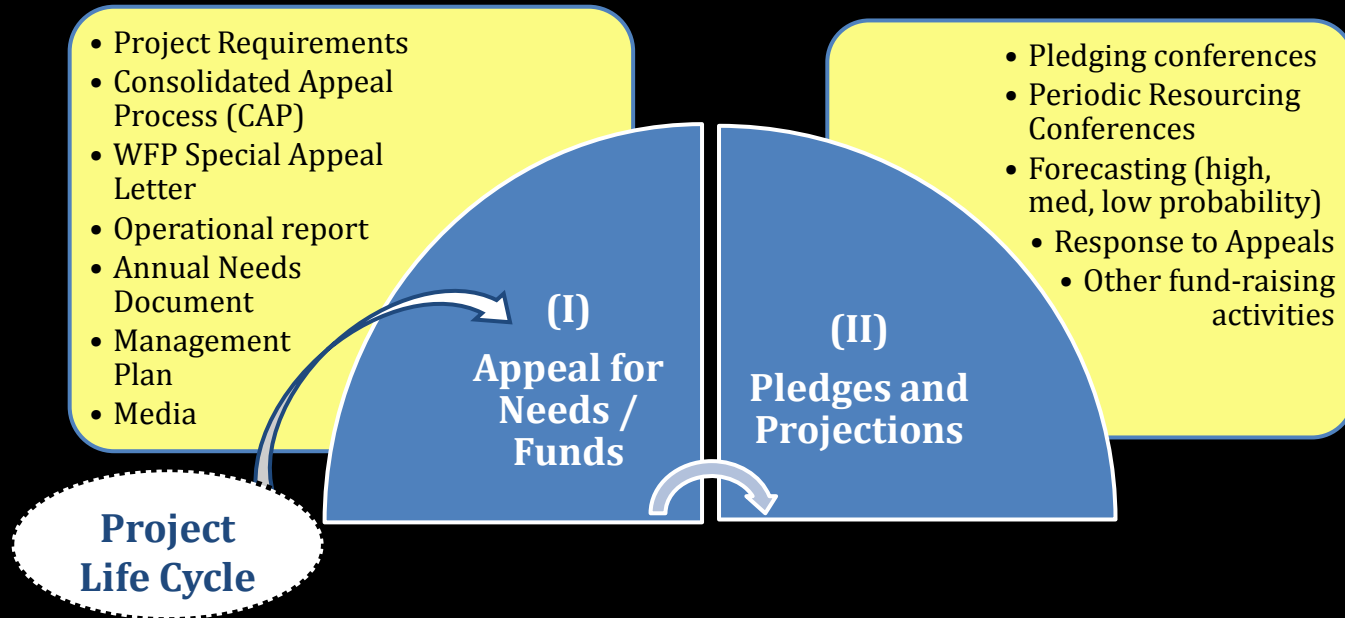 • Project Requirements
• Consolidated Appeal
Process (CAP)
• WFP Special Appeal
Letter
• Operational report
• Annual Needs
Document
• Management
Plan
• Media
• Pledging conferences
• Periodic Resourcing
Conferences
• Forecasting (high,
med, low probability)
• Response to Appeals
• Other fund-raising
activities
(I)
Appeal for
Needs /
Funds
(II)
Pledges and
Projections
Project
Life Cycle